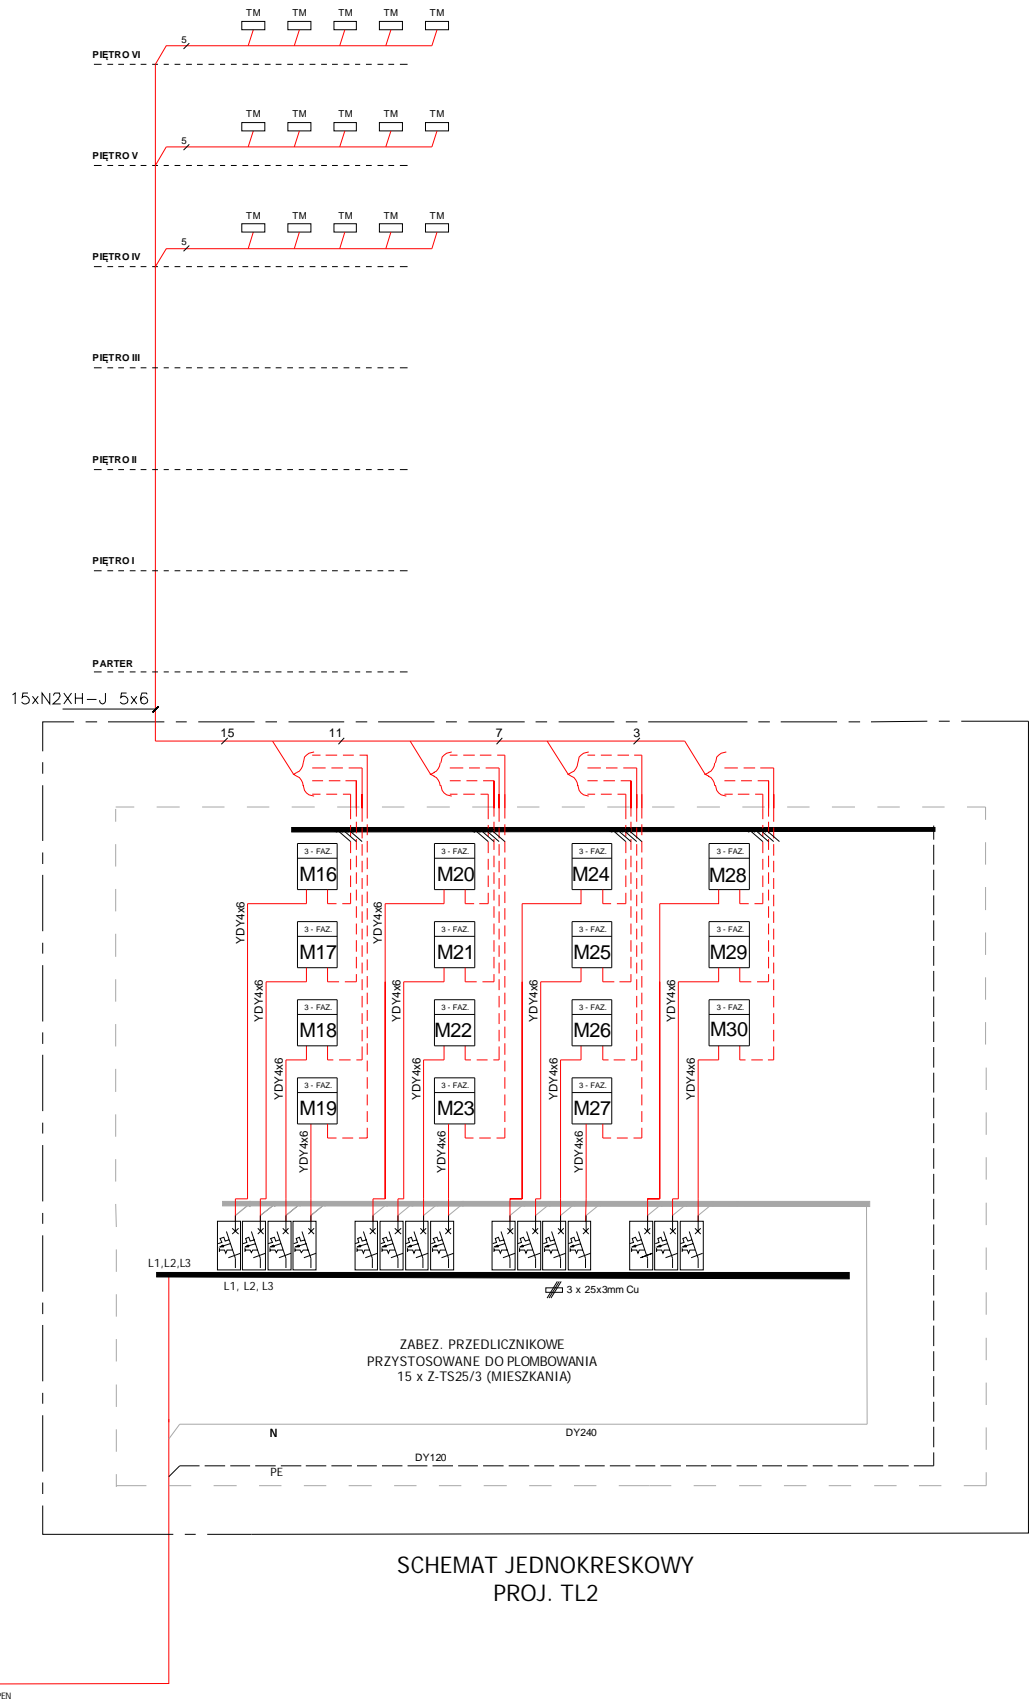 TM TM TM TM TM
5
PIĘTRO VI
TM TM TM TM TM
5
PIĘTRO V
TM TM TM TM TM
5
PIĘTRO IV
PIĘTRO III
PIĘTRO II
PIĘTRO I
PARTER
15xN2XH-J 5x6
15 11 7 3
3 - FAZ. 3 - FAZ. 3 - FAZ. 3 - FAZ.
M16 M20 M24 M28
YDY4x6 YDY4x6
3 - FAZ. 3 - FAZ. 3 - FAZ. 3 - FAZ.
M17 M21 M25 M29
YDY4x6 YDY4x6 YDY4x6 YDY4x6
3 - FAZ. 3 - FAZ. 3 - FAZ. 3 - FAZ.
M18 M22 M26 M30
YDY4x6 YDY4x6 YDY4x6 YDY4x6
3 - FAZ. 3 - FAZ. 3 - FAZ.
M19 M23 M27
YDY4x6 YDY4x6 YDY4x6
L1,L2,L3
L1, L2, L3
3 x 25x3mm Cu
ZABEZ. PRZEDLICZNIKOWE
PRZYSTOSOWANE DO PLOMBOWANIA
15 x Z-TS25/3 (MIESZKANIA)
N DY240
DY120
PE
SCHEMAT JEDNOKRESKOWY
PROJ. TL2
PEN